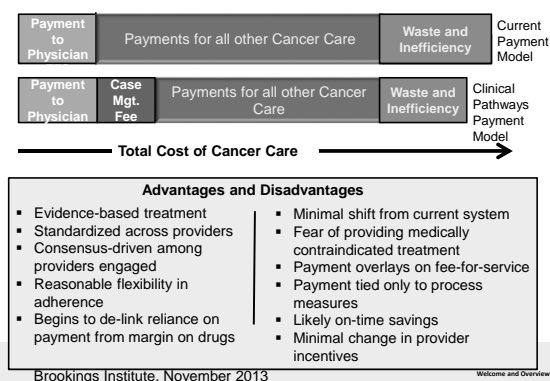 Payment
to
Physician
Payments for all other Cancer Care
Waste and
Inefficiency
Current
Payment
Model
Payment
to
Physician
Case
Mgt.
Fee
Payments for all other Cancer
Care
Waste and
Inefficiency
Clinical
Pathways
Payment
Model
Total Cost of Cancer Care
Advantages and Disadvantages
▪ Evidence-based treatment
▪ Standardized across providers
▪ Consensus-driven among
providers engaged
▪ Reasonable flexibility in
adherence
▪ Begins to de-link reliance on
payment from margin on drugs
▪ Minimal shift from current system
▪ Fear of providing medically
contraindicated treatment
▪ Payment overlays on fee-for-service
▪ Payment tied only to process
measures
▪ Likely on-time savings
▪ Minimal change in provider
incentives
Brookings Institute, November 2013
Welcome and Overview